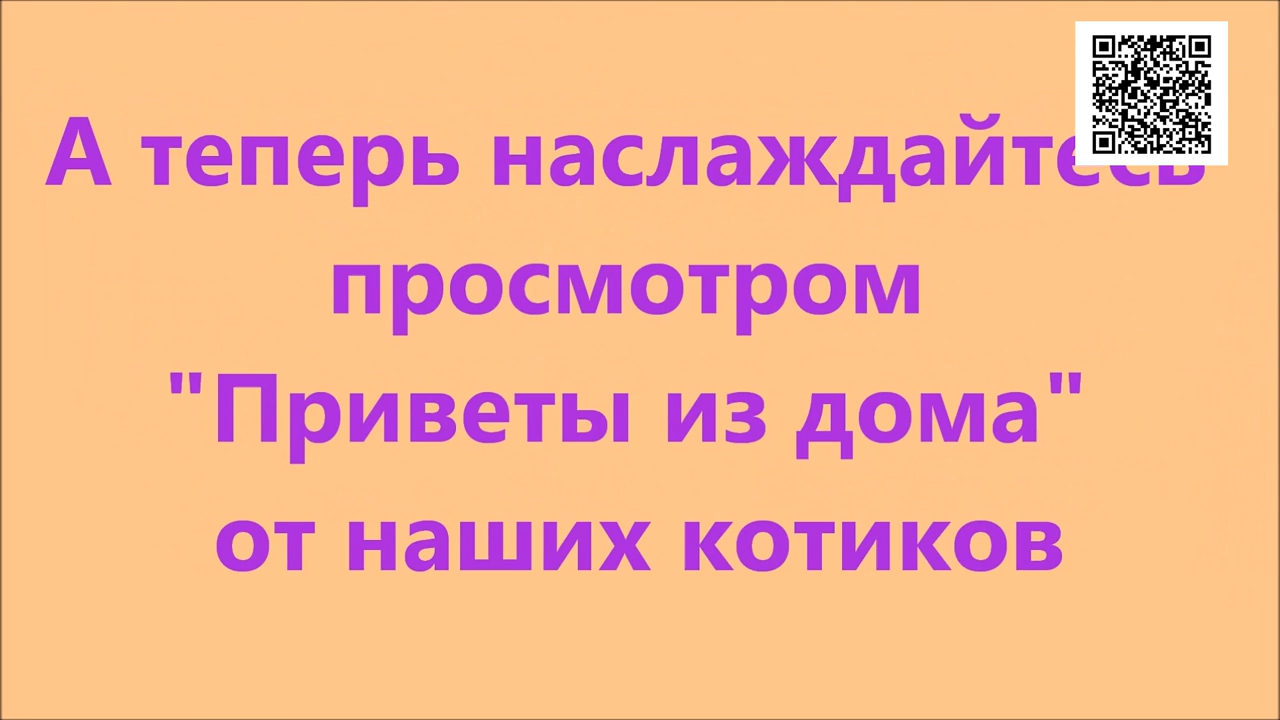 А теперь наслаждайтесь
просмотром
"Приветы из дома"
от наших котиков